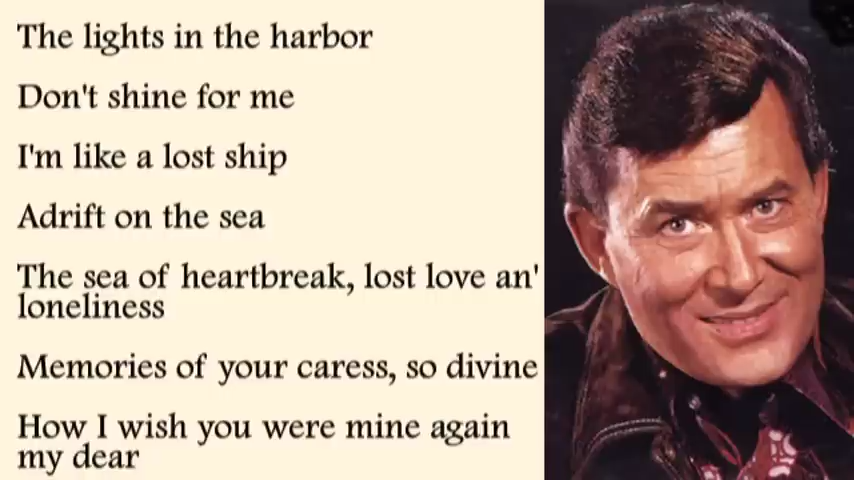 The lights in the harbor
Don't shine for me
I'm like a lost ship
Adrift on the sea
The sea of heartbreak, lost love an'
loneliness
Memories of your caress, so divine
How I wish you were mine again
my dear